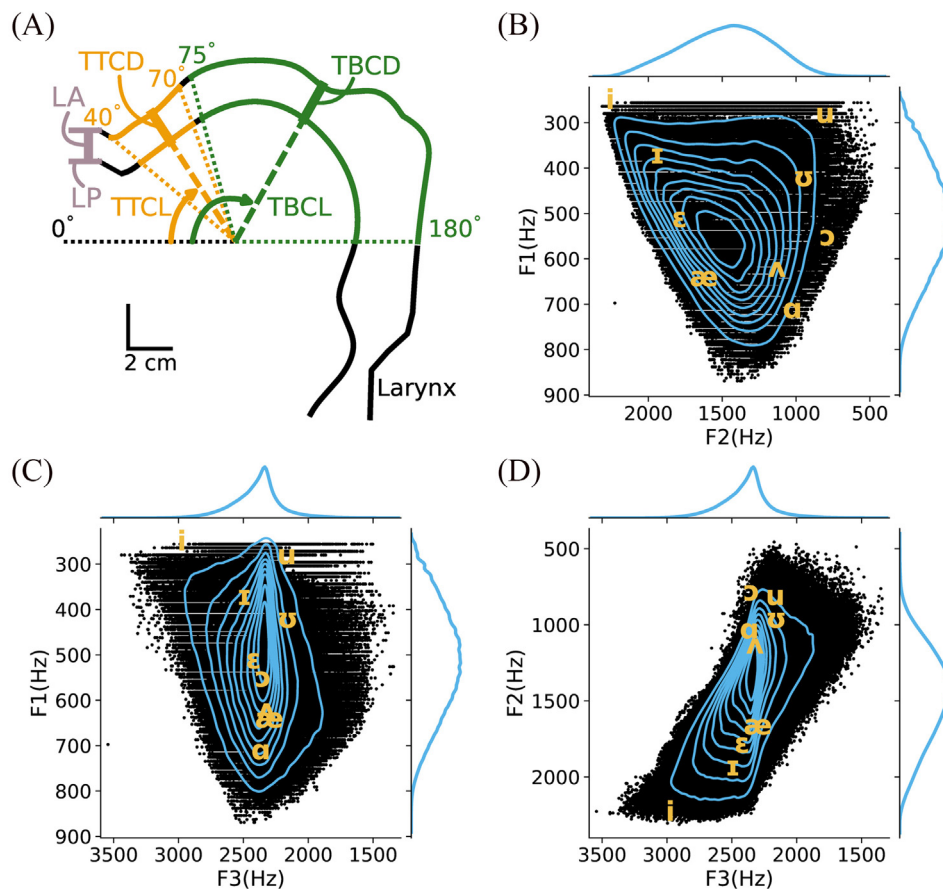 (A)
TTCD
75°
70°
TBCD
LA
40°
LP
TTCL
TBCL
0°
180°
2 cm
Larynx
(B)
i
u
ɪ
ʊ
ɛ
ɔ
æ
ʌ
ɑ
300
400
500
600
700
800
900
F1(Hz)
2000 1500 1000 500
F2(Hz)
(C)
i
u
ɪ
ʊ
ɛ
ɔ
ʌ
æ
ɑ
300
400
500
600
700
800
900
F1(Hz)
3500 3000 2500 2000 1500
F3(Hz)
(D)
ɔ u
ʊ
ɑ
ʌ
æ
ɛ
ɪ
i
500
1000
1500
2000
F2(Hz)
3500 3000 2500 2000 1500
F3(Hz)